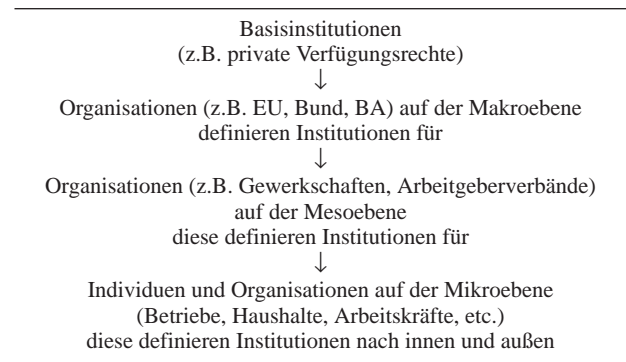 Basisinstitutionen
(z.B. private Verfügungsrechte)
↓
Organisationen (z.B. EU, Bund, BA) auf der Makroebene
definieren Institutionen für
↓
Organisationen (z.B. Gewerkschaften, Arbeitgeberverbände)
auf der Mesoebene
diese definieren Institutionen für
↓
Individuen und Organisationen auf der Mikroebene
(Betriebe, Haushalte, Arbeitskräfte, etc.)
diese definieren Institutionen nach innen und außen